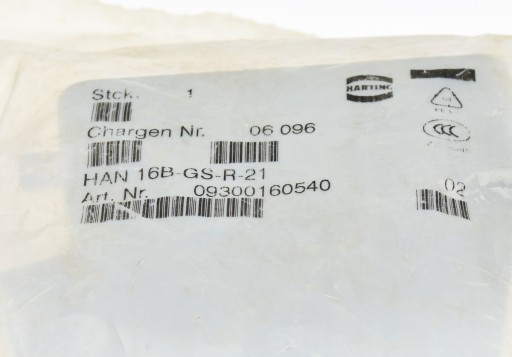 Stck. 1
HARTING
Chargen Nr. 06 096
HAN 16B-GS-R-21
Art. Nr. 09300160540
02